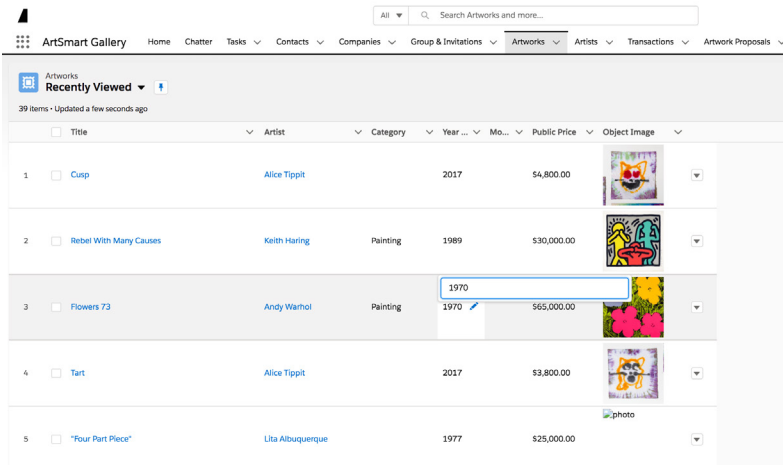 All Search Artworks and more...
ArtSmart Gallery Home Chatter Tasks Contacts Companies Group & Invitations Artworks Artists Transactions Artwork Proposals
Artworks
Recently Viewed
39 items • Updated a few seconds ago
Title Artist Category Year ... Mo... Public Price Object Image
1 Cusp Alice Tippit 2017 $4,800.00
2 Rebel With Many Causes Keith Haring Painting 1989 $30,000.00
1970
3 Flowers 73 Andy Warhol Painting 1970 $65,000.00
4 Tart Alice Tippit 2017 $3,800.00
photo
5 "Four Part Piece" Lita Albuquerque 1977 $25,000.00